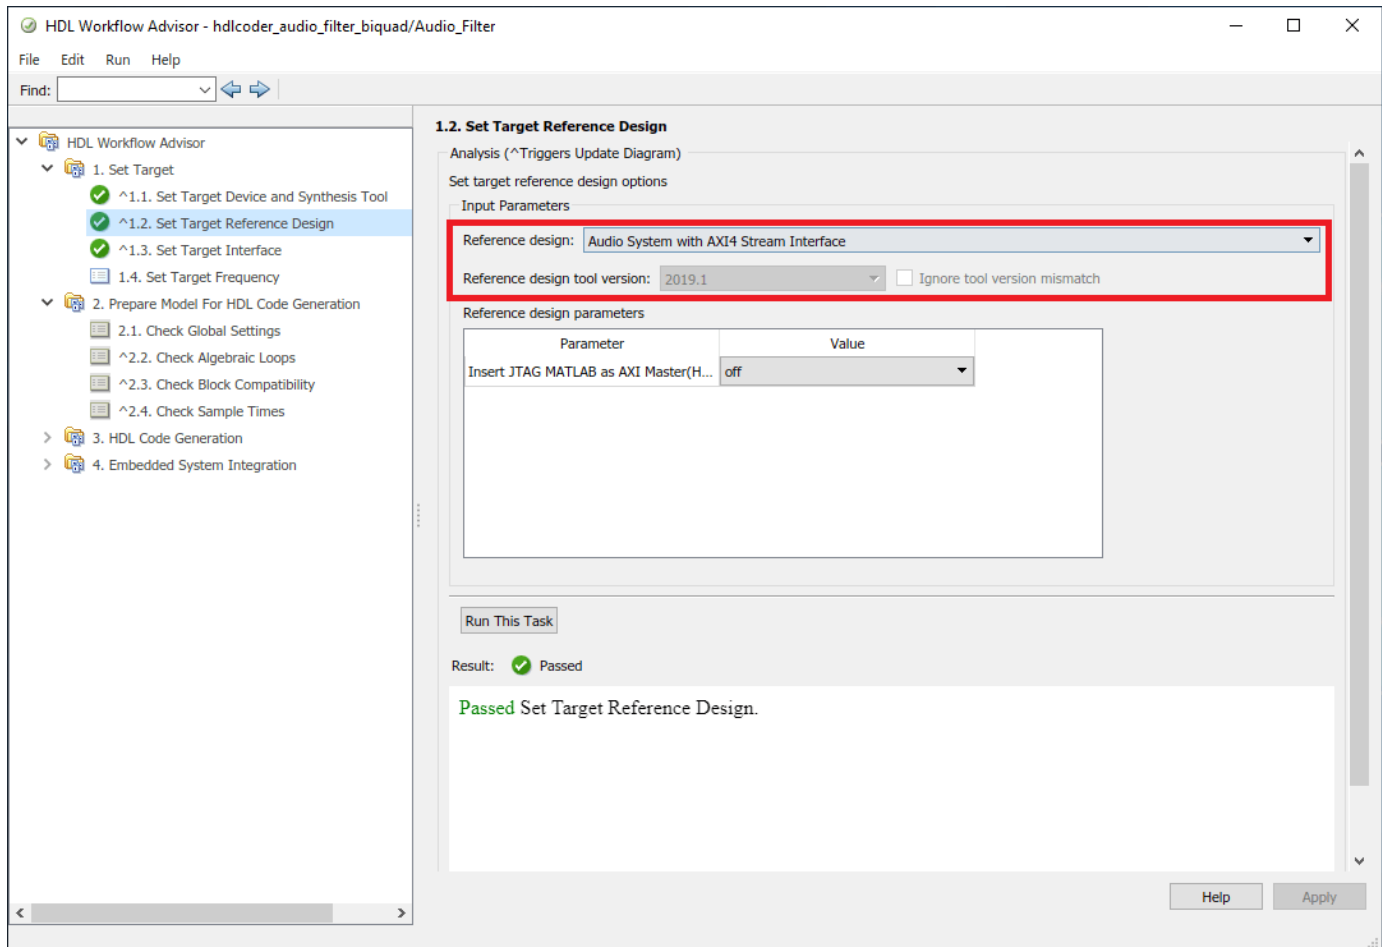 HDL Workflow Advisor - hdlcoder_audio_filter_biquad/Audio_Filter
File Edit Run Help
Find:
HDL Workflow Advisor
1. Set Target
^1.1. Set Target Device and Synthesis Tool
^1.2. Set Target Reference Design
^1.3. Set Target Interface
1.4. Set Target Frequency
2. Prepare Model For HDL Code Generation
2.1. Check Global Settings
^2.2. Check Algebraic Loops
^2.3. Check Block Compatibility
^2.4. Check Sample Times
3. HDL Code Generation
4. Embedded System Integration
1.2. Set Target Reference Design
Analysis (^Triggers Update Diagram)
Set target reference design options
Input Parameters
Reference design: Audio System with AXI4 Stream Interface
Reference design tool version: 2019.1 Ignore tool version mismatch
Reference design parameters
Parameter Value
Insert JTAG MATLAB as AXI Master(H... off
Run This Task
Result: Passed
Passed Set Target Reference Design.
Help Apply